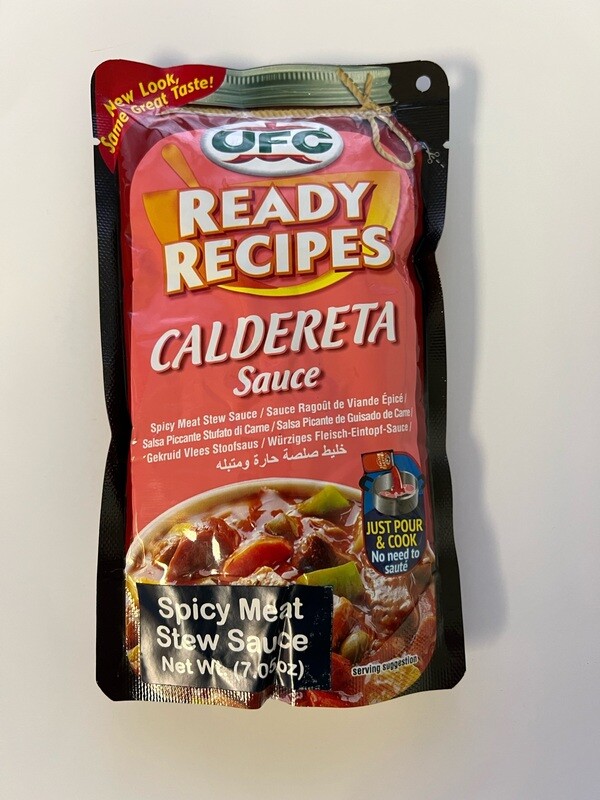 New Look,
Same Great Taste!
UFC
READY
RECIPES
CALDERETA
Sauce
Spicy Meat Stew Sauce / Sauce Ragoût de Viande Épicé /
Salsa Piccante Stufato di Carne / Salsa Picante de Guisado de Carne /
Gekruid Vlees Stoofsaus / Würziges Fleisch-Eintopf-Sauce /
خليط صلصة حارة ومتبله
JUST POUR
& COOK
No need to
sauté
Spicy Meat
Stew Sauce
Net Wt. (7.05oz)
serving suggestion